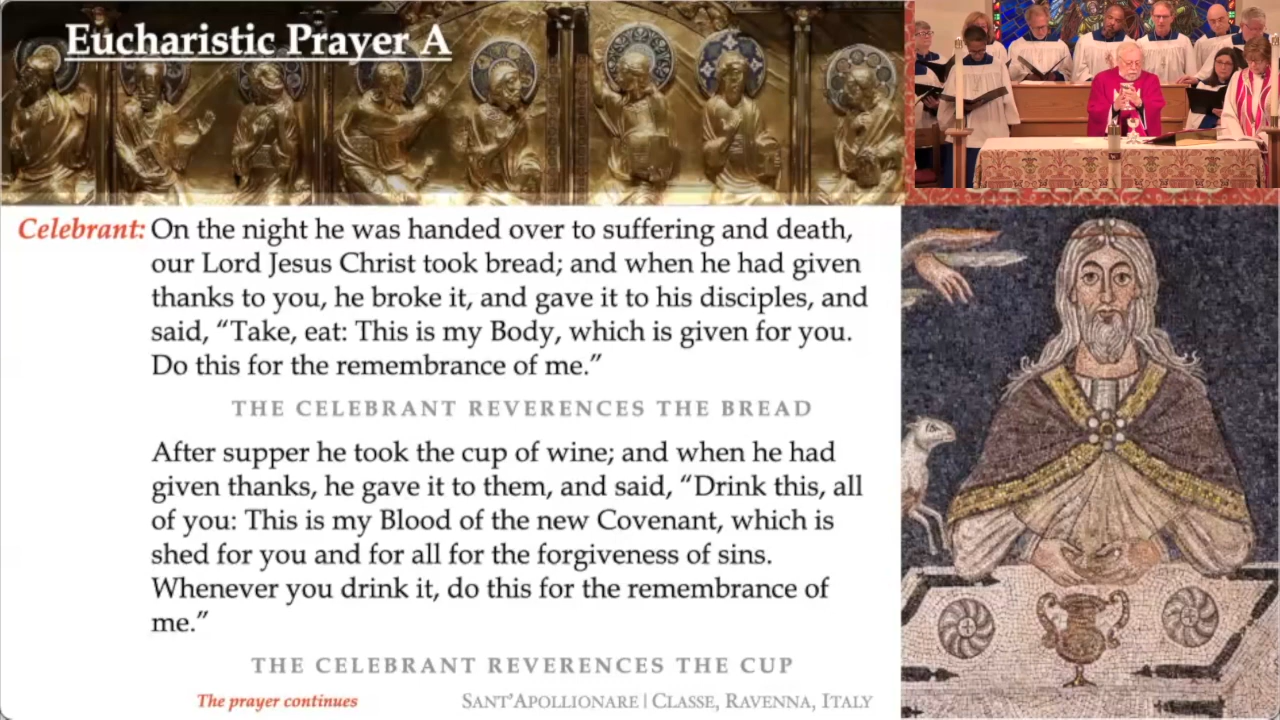 Eucharistic Prayer A
Celebrant: On the night he was handed over to suffering and death,
our Lord Jesus Christ took bread; and when he had given
thanks to you, he broke it, and gave it to his disciples, and
said, “Take, eat: This is my Body, which is given for you.
Do this for the remembrance of me.”
THE CELEBRANT REVERENCES THE BREAD
After supper he took the cup of wine; and when he had
given thanks, he gave it to them, and said, “Drink this, all
of you: This is my Blood of the new Covenant, which is
shed for you and for all for the forgiveness of sins.
Whenever you drink it, do this for the remembrance of
me.”
THE CELEBRANT REVERENCES THE CUP
The prayer continues
Sant’Apollionare | Classe, Ravenna, Italy